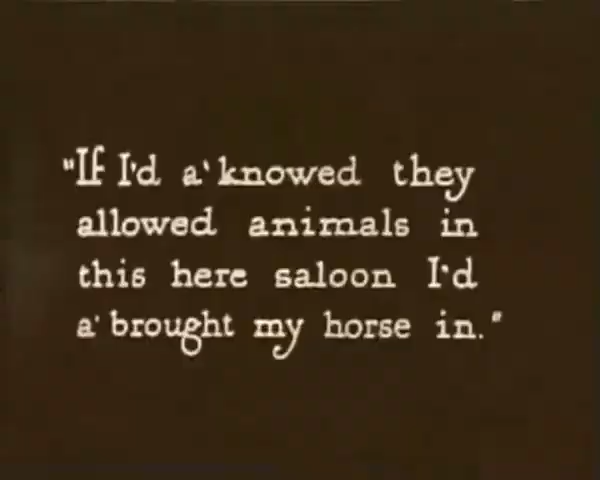 "If I'd a' knowed they
allowed animals in
this here saloon I'd
a' brought my horse in."